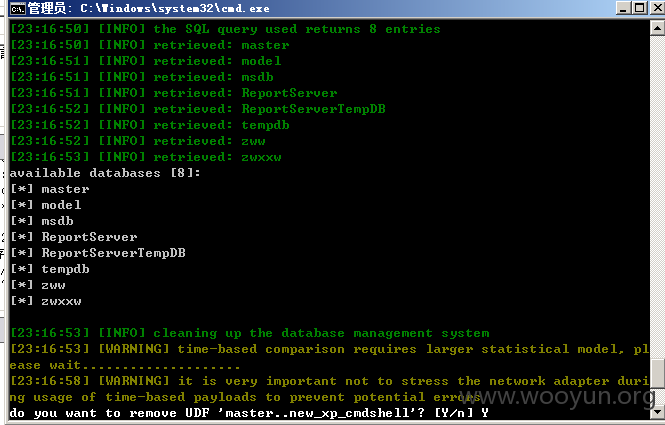 管理员: C:\Windows\system32\cmd.exe
[23:16:50] [INFO] the SQL query used returns 8 entries
[23:16:50] [INFO] retrieved: master
[23:16:51] [INFO] retrieved: model
[23:16:51] [INFO] retrieved: msdb
[23:16:51] [INFO] retrieved: ReportServer
[23:16:52] [INFO] retrieved: ReportServerTempDB
[23:16:52] [INFO] retrieved: tempdb
[23:16:52] [INFO] retrieved: zww
[23:16:53] [INFO] retrieved: zwxxw
available databases [8]:
[*] master
[*] model
[*] msdb
[*] ReportServer
[*] ReportServerTempDB
[*] tempdb
[*] zww
[*] zwxxw
[23:16:53] [INFO] cleaning up the database management system
[23:16:53] [WARNING] time-based comparison requires larger statistical model, pl
ease wait....................
[23:16:58] [WARNING] it is very important not to stress the network adapter duri
ng usage of time-based payloads to prevent potential errors
do you want to remove UDF 'master..new_xp_cmdshell'? [Y/n] Y
www.wooyun.org